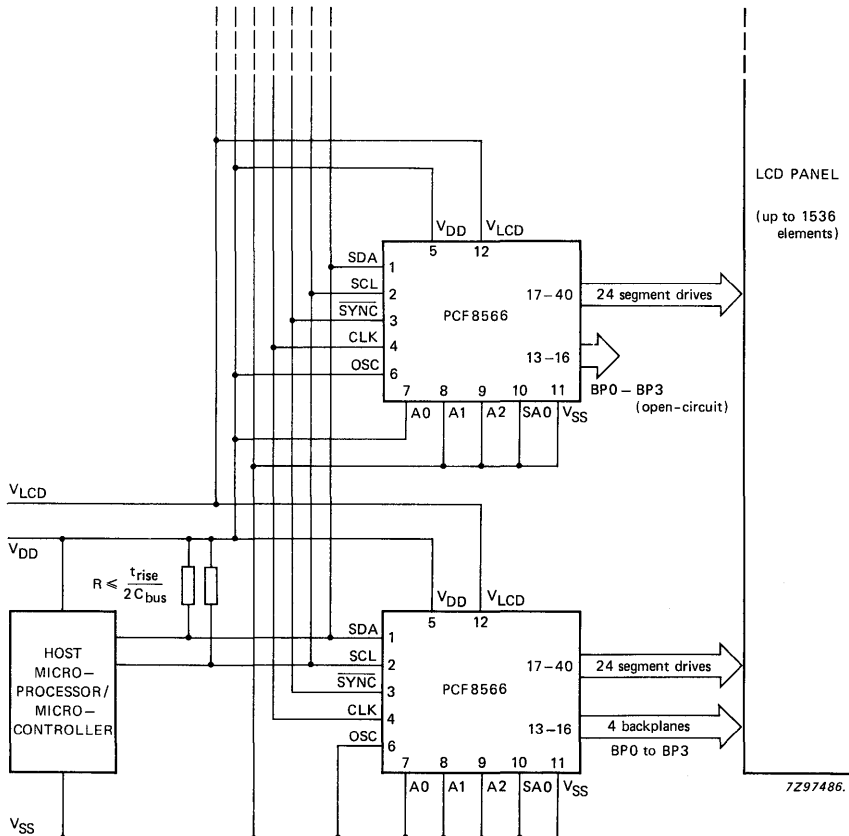 LCD PANEL
(up to 1536
elements)
VDD
VLCD
5
12
SDA
1
SCL
2
SYNC
3
CLK
4
OSC
6
PCF8566
17–40
24 segment drives
13–16
BP0 – BP3
(open-circuit)
7
8
9
10
11
A0
A1
A2
SA0
VSS
VLCD
VDD
R ⩽ trise
2Cbus
HOST
MICRO–
PROCESSOR/
MICRO–
CONTROLLER
VSS
VDD
VLCD
5
12
SDA
1
SCL
2
SYNC
3
CLK
4
OSC
6
PCF8566
17–40
24 segment drives
13–16
4 backplanes
BP0 to BP3
7
8
9
10
11
A0
A1
A2
SA0
VSS
7Z97486.